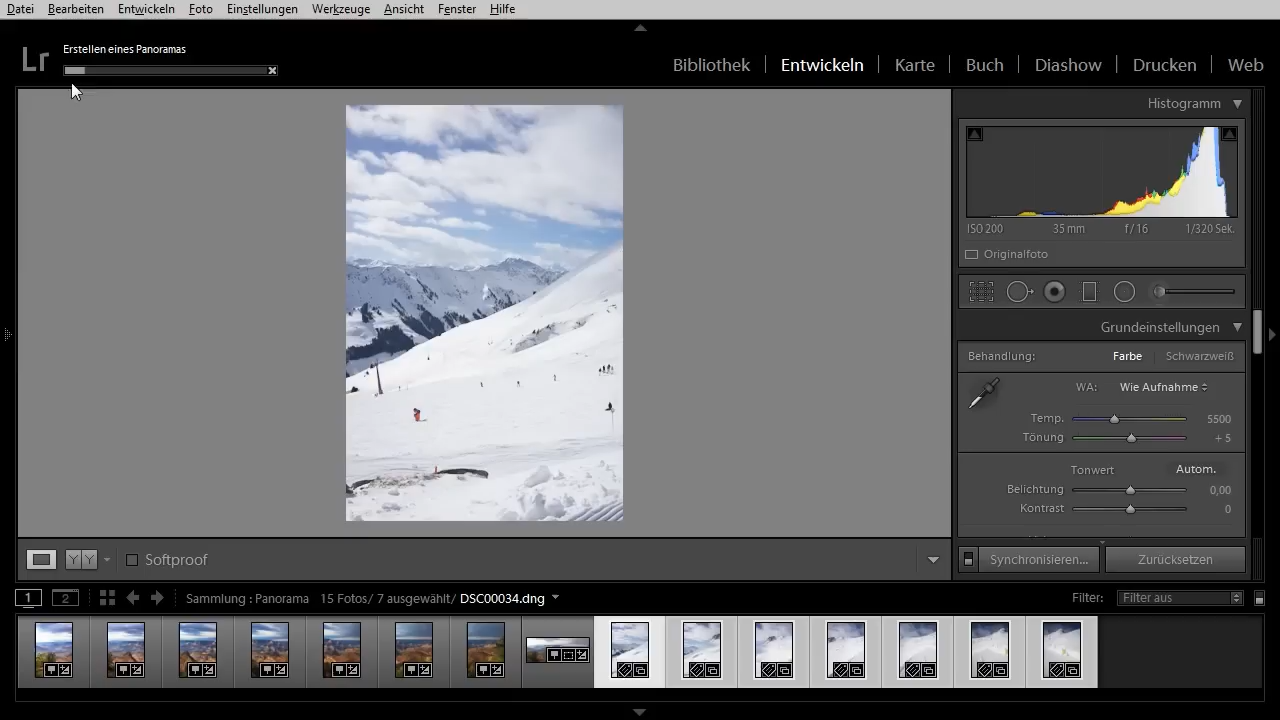 Datei Bearbeiten Entwickeln Foto Einstellungen Werkzeuge Ansicht Fenster Hilfe
Lr Erstellen eines Panoramas
Bibliothek Entwickeln Karte Buch Diashow Drucken Web
Histogramm
ISO 200 35 mm f / 16 1/320 Sek.
Originalfoto
Grundeinstellungen
Behandlung: Farbe Schwarzweiß
WA: Wie Aufnahme
Temp. 5500
Tönung + 5
Tonwert Autom.
Belichtung 0,00
Kontrast 0
YY Softproof Synchronisieren... Zurücksetzen
1 2 Sammlung : Panorama 15 Fotos/ 7 ausgewählt/ DSC00034.dng Filter: Filter aus